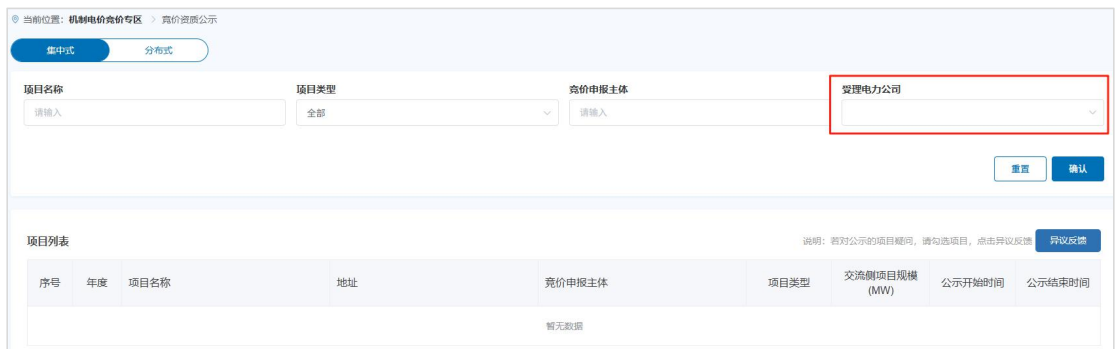 当前位置：机制电价竞价专区 > 竞价资质公示
集中式 分布式
项目名称 项目类型 竞价申报主体 受理电力公司
请输入 全部 请输入
重置 确认
项目列表 说明：若对公示的项目疑问，请勾选项目，点击异议反馈 异议反馈
序号 年度 项目名称 地址 竞价申报主体 项目类型 交流侧项目规模 公示开始时间 公示结束时间
(MW)
暂无数据